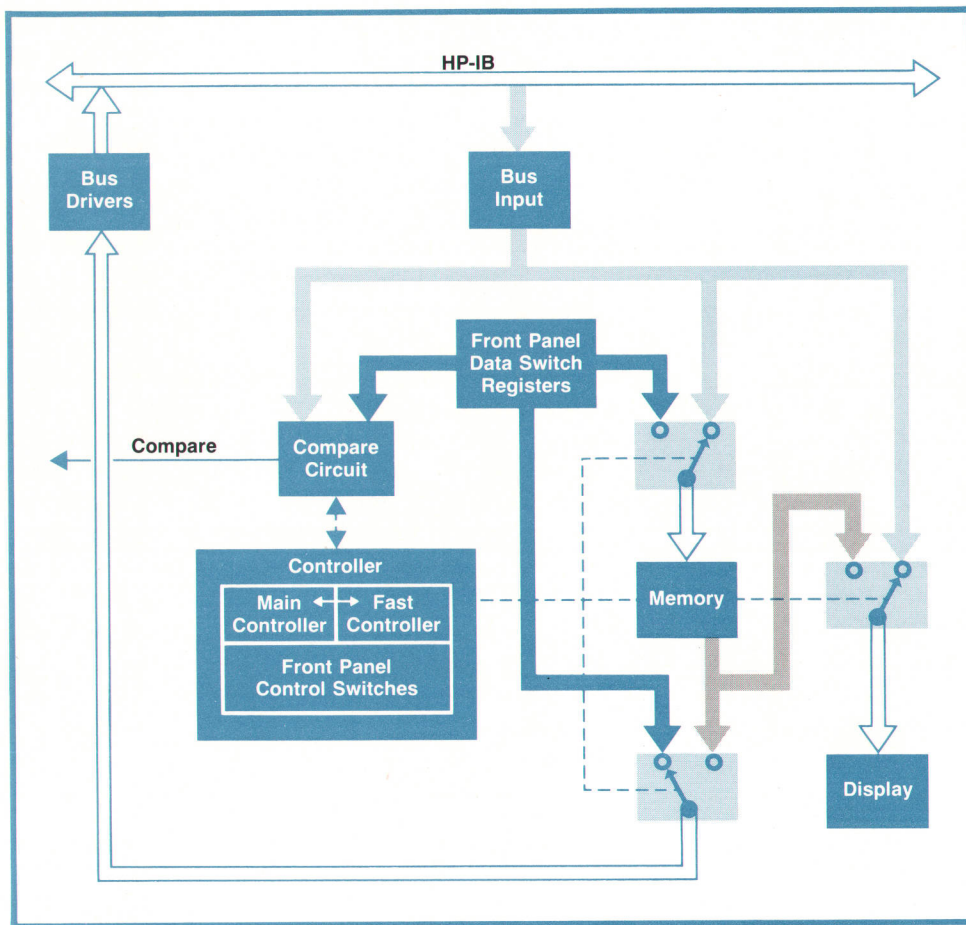 HP-IB
Bus
Drivers
Bus
Input
Front Panel
Data Switch
Registers
Compare
Compare
Circuit
Controller
Main
Controller
Fast
Controller
Front Panel
Control Switches
Memory
Display